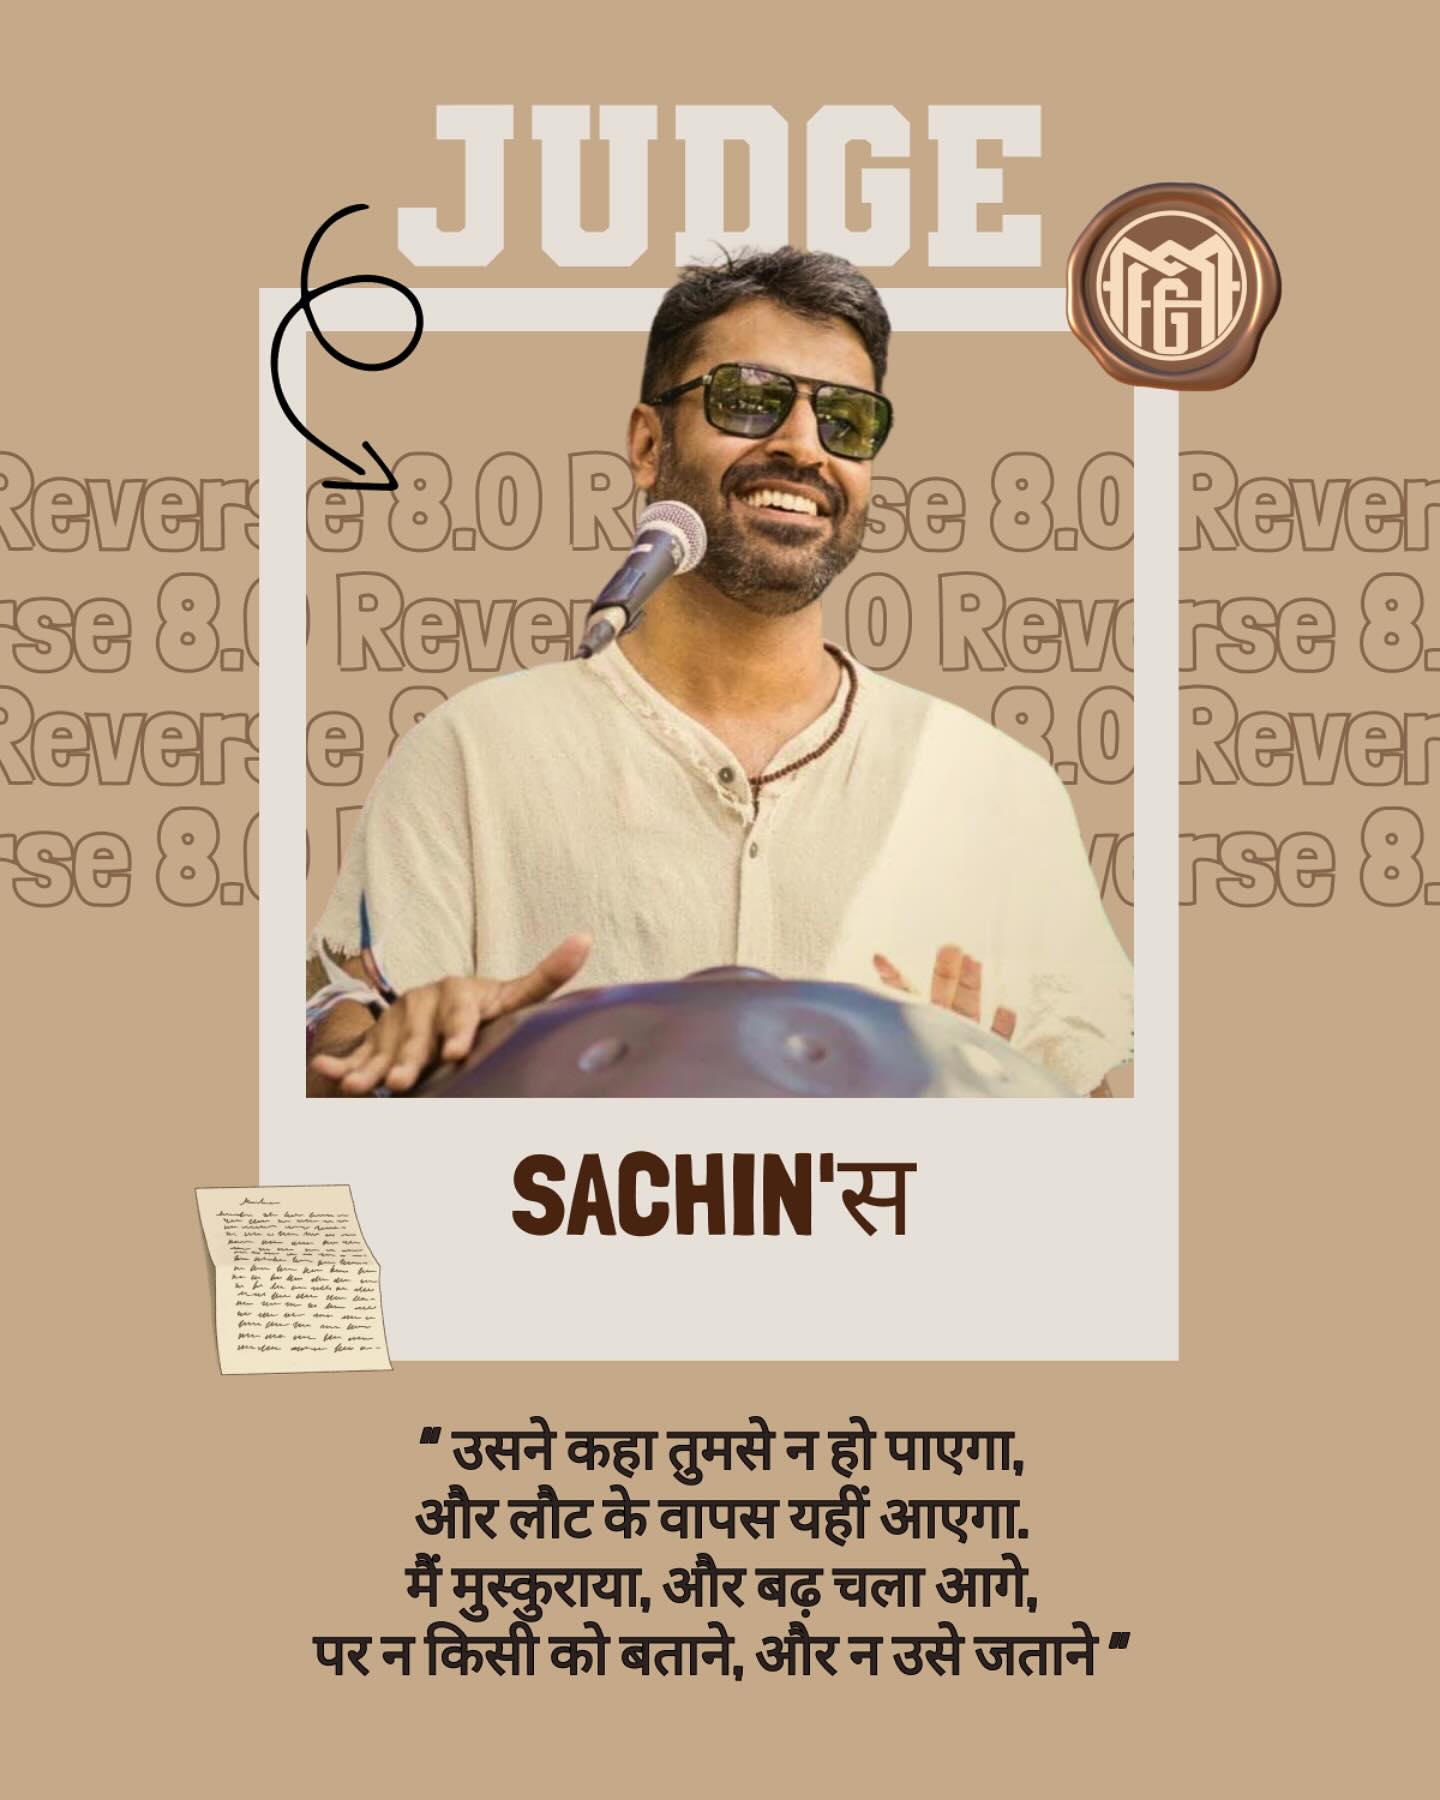 JUDGE
Reverse 8.0 Reverse 8.0 Rever
rse 8.0 Rever 0 Reverse 8.
Reverse 8 8.0 Rever
rse 8.0 verse 8.
SACHIN'स
" उसने कहा तुमसे न हो पाएगा,
और लौट के वापस यहीं आएगा.
मैं मुस्कुराया, और बढ़ चला आगे,
पर न किसी को बताने, और न उसे जताने "